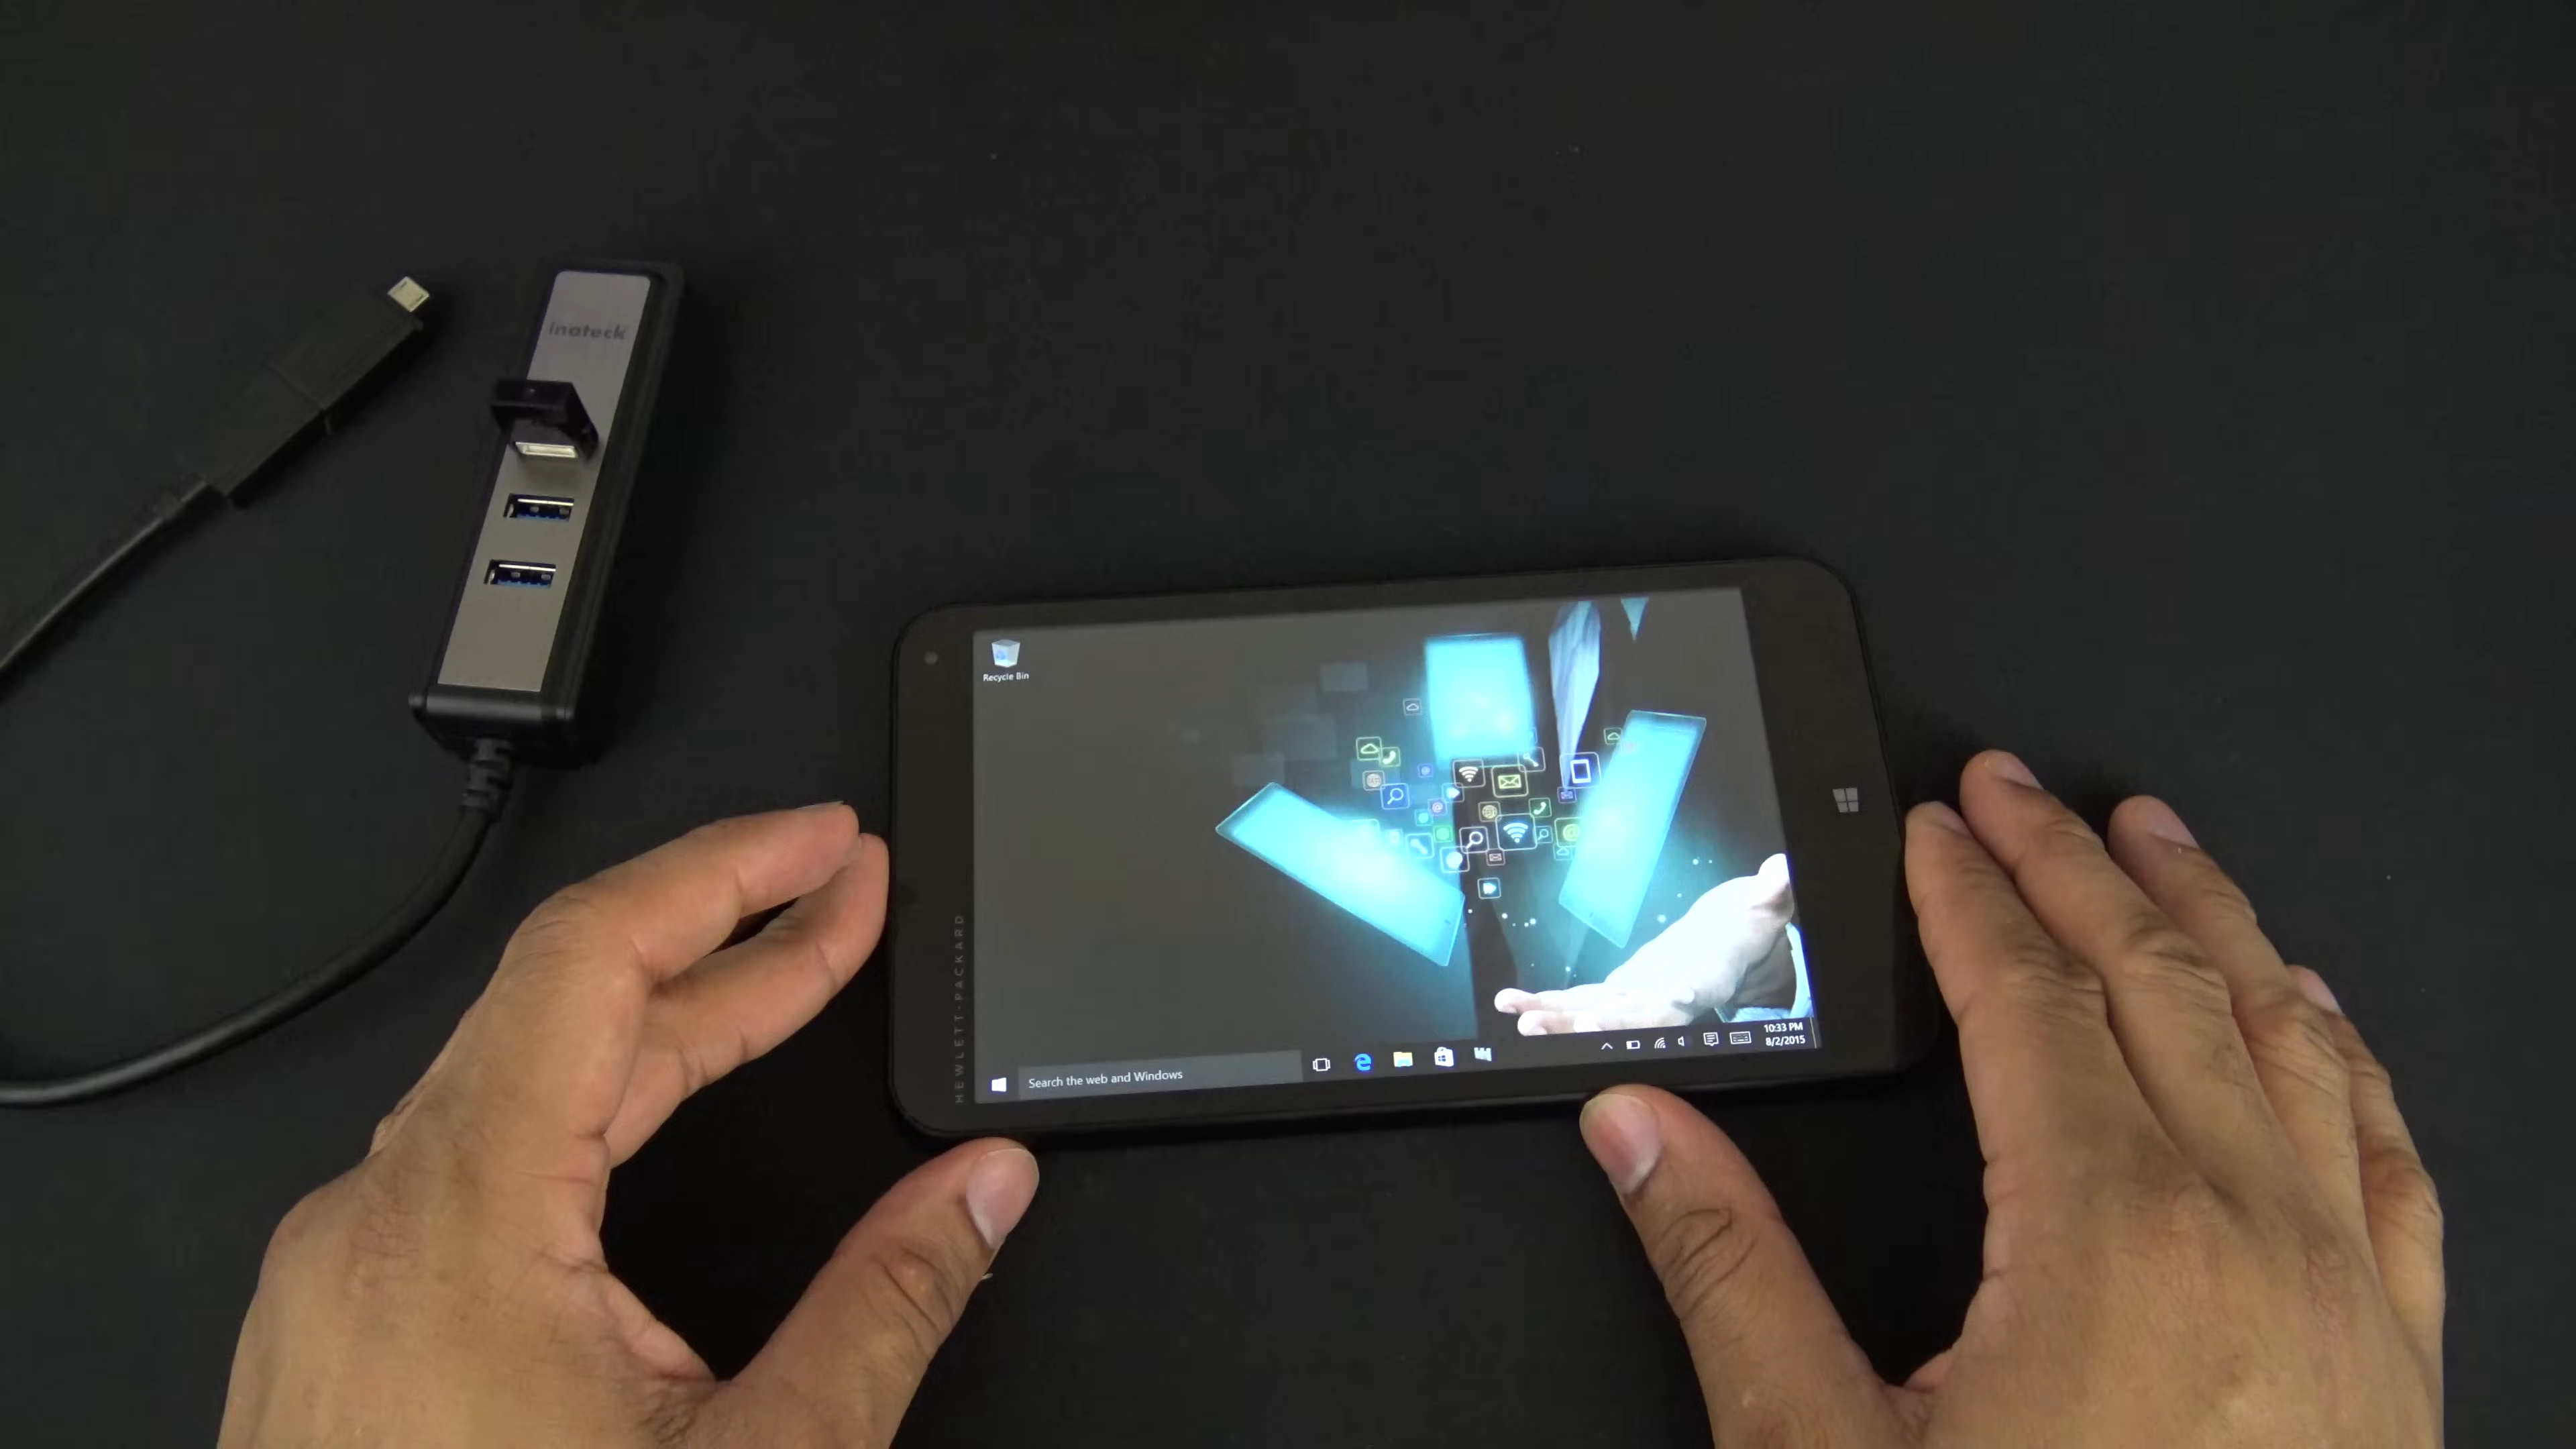 inateck
Recycle Bin
HEWLETT-PACKARD
Search the web and Windows
10:33 PM
8/2/2015